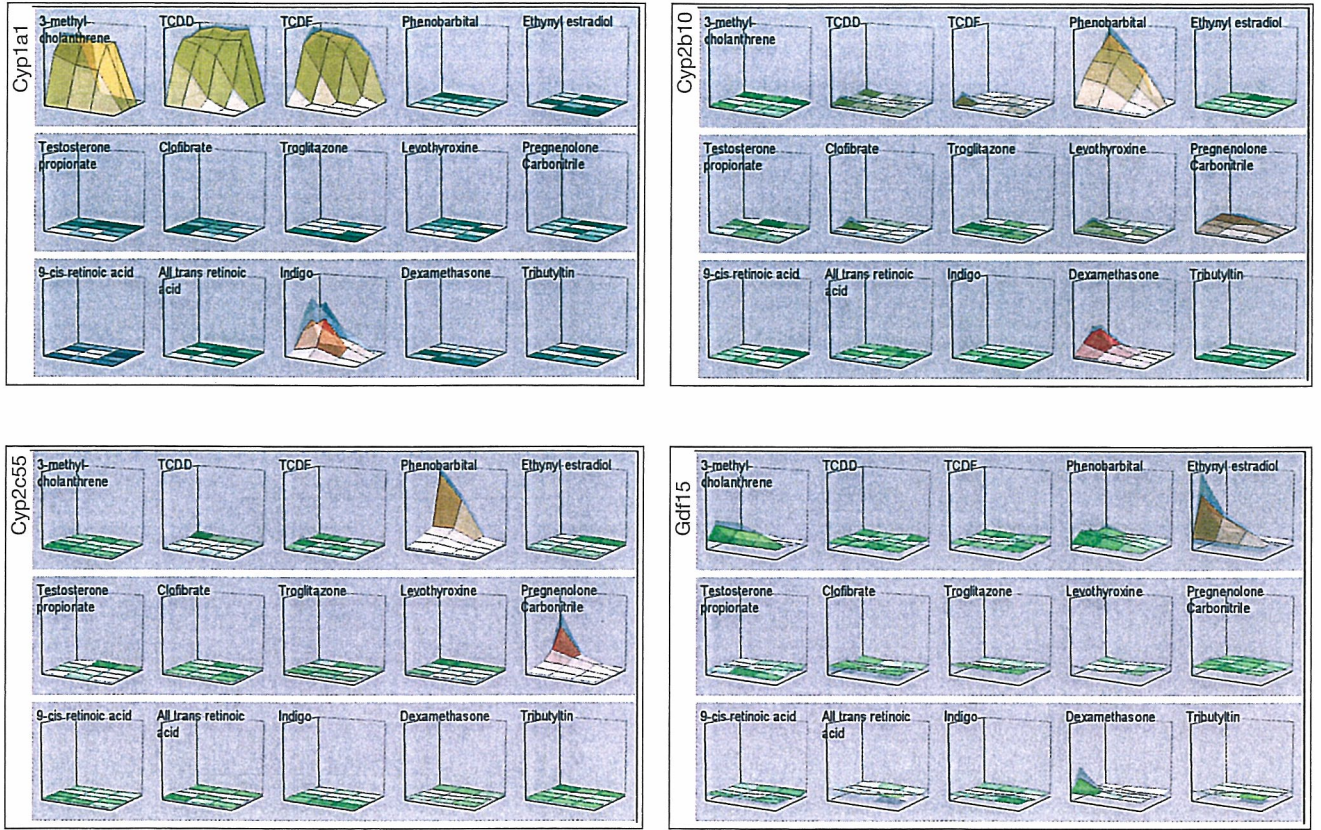 Cyp1a1
3-methyl-
cholanthrene
TCDD
TCDF
Phenobarbital
Ethynyl estradiol
Testosterone
propionate
Clofibrate
Troglitazone
Levothyroxine
Pregnenolone
Carbonitrile
9-cis retinoic acid
All trans retinoic
acid
Indigo
Dexamethasone
Tributyltin
Cyp2b10
3-methyl-
cholanthrene
TCDD
TCDF
Phenobarbital
Ethynyl estradiol
Testosterone
propionate
Clofibrate
Troglitazone
Levothyroxine
Pregnenolone
Carbonitrile
9-cis retinoic acid
All trans retinoic
acid
Indigo
Dexamethasone
Tributyltin
Cyp2c55
3-methyl-
cholanthrene
TCDD
TCDF
Phenobarbital
Ethynyl estradiol
Testosterone
propionate
Clofibrate
Troglitazone
Levothyroxine
Pregnenolone
Carbonitrile
9-cis retinoic acid
All trans retinoic
acid
Indigo
Dexamethasone
Tributyltin
Gdf15
3-methyl-
cholanthrene
TCDD
TCDF
Phenobarbital
Ethynyl estradiol
Testosterone
propionate
Clofibrate
Troglitazone
Levothyroxine
Pregnenolone
Carbonitrile
9-cis retinoic acid
All trans retinoic
acid
Indigo
Dexamethasone
Tributyltin